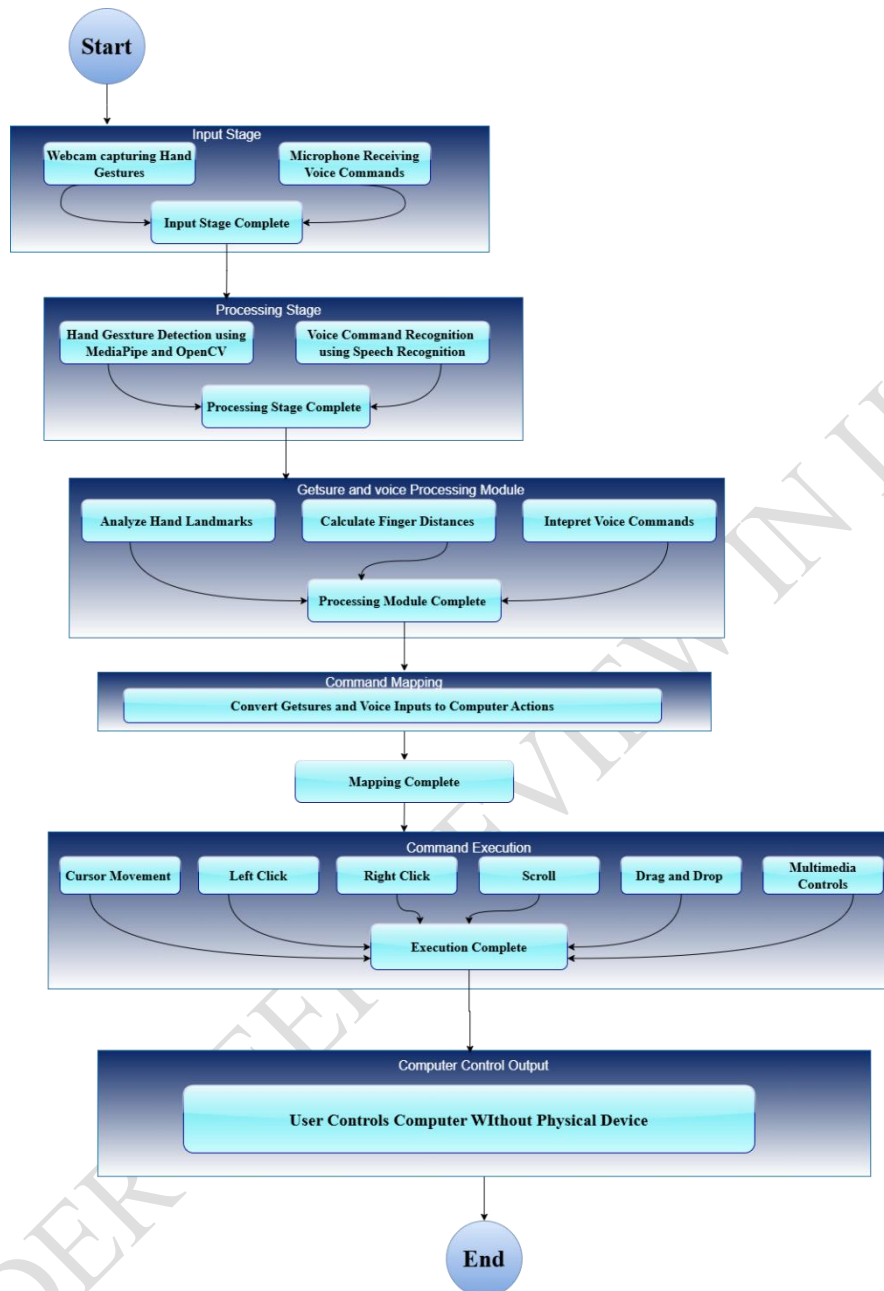 Start
Input Stage
Webcam capturing Hand
Gestures
Microphone Receiving
Voice Commands
Input Stage Complete
Processing Stage
Hand Gesxture Detection using
MediaPipe and OpenCV
Voice Command Recognition
using Speech Recognition
Processing Stage Complete
Getsure and voice Processing Module
Analyze Hand Landmarks
Calculate Finger Distances
Intepret Voice Commands
Processing Module Complete
Command Mapping
Convert Getsures and Voice Inputs to Computer Actions
Mapping Complete
Command Execution
Cursor Movement
Left Click
Right Click
Scroll
Drag and Drop
Multimedia
Controls
Execution Complete
Computer Control Output
User Controls Computer WIthout Physical Device
End